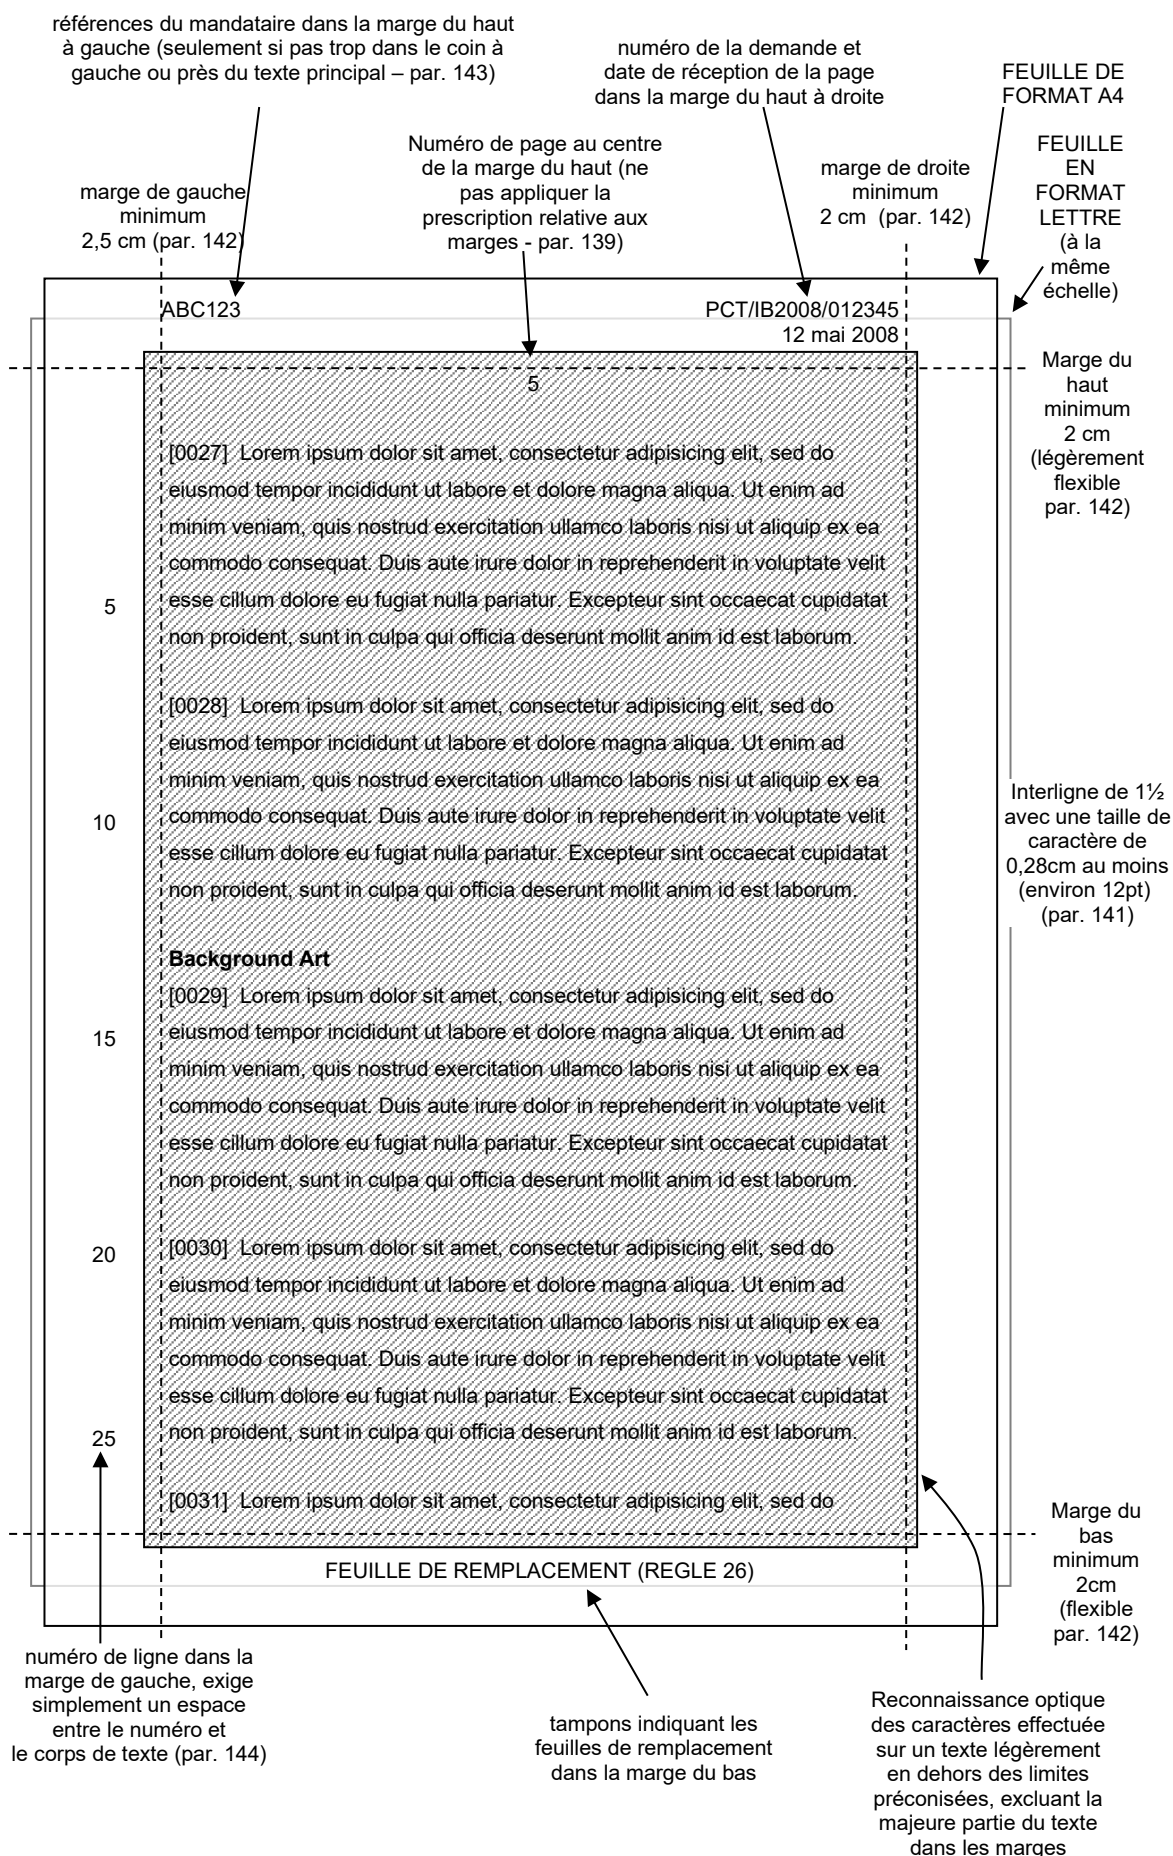 références du mandataire dans la marge du haut
à gauche (seulement si pas trop dans le coin à
gauche ou près du texte principal – par. 143)
numéro de la demande et
date de réception de la page
dans la marge du haut à droite
FEUILLE DE
FORMAT A4
Numéro de page au centre
de la marge du haut (ne
pas appliquer la
prescription relative aux
marges - par. 139)
marge de droite
minimum
2 cm (par. 142)
FEUILLE
EN
FORMAT
LETTRE
(à la
même
échelle)
marge de gauche
minimum
2,5 cm (par. 142)
ABC123
PCT/IB2008/012345
12 mai 2008
Marge du
haut
minimum
2 cm
(légèrement
flexible
par. 142)
5
[0027] Lorem ipsum dolor sit amet, consectetur adipisicing elit, sed do
eiusmod tempor incididunt ut labore et dolore magna aliqua. Ut enim ad
minim veniam, quis nostrud exercitation ullamco laboris nisi ut aliquip ex ea
commodo consequat. Duis aute irure dolor in reprehenderit in voluptate velit
5 esse cillum dolore eu fugiat nulla pariatur. Excepteur sint occaecat cupidatat
non proident, sunt in culpa qui officia deserunt mollit anim id est laborum.
[0028] Lorem ipsum dolor sit amet, consectetur adipisicing elit, sed do
eiusmod tempor incididunt ut labore et dolore magna aliqua. Ut enim ad
minim veniam, quis nostrud exercitation ullamco laboris nisi ut aliquip ex ea
10 commodo consequat. Duis aute irure dolor in reprehenderit in voluptate velit
esse cillum dolore eu fugiat nulla pariatur. Excepteur sint occaecat cupidatat
non proident, sunt in culpa qui officia deserunt mollit anim id est laborum.
Interligne de 1½
avec une taille de
caractère de
0,28cm au moins
(environ 12pt)
(par. 141)
Background Art
[0029] Lorem ipsum dolor sit amet, consectetur adipisicing elit, sed do
15 eiusmod tempor incididunt ut labore et dolore magna aliqua. Ut enim ad
minim veniam, quis nostrud exercitation ullamco laboris nisi ut aliquip ex ea
commodo consequat. Duis aute irure dolor in reprehenderit in voluptate velit
esse cillum dolore eu fugiat nulla pariatur. Excepteur sint occaecat cupidatat
non proident, sunt in culpa qui officia deserunt mollit anim id est laborum.
20 [0030] Lorem ipsum dolor sit amet, consectetur adipisicing elit, sed do
eiusmod tempor incididunt ut labore et dolore magna aliqua. Ut enim ad
minim veniam, quis nostrud exercitation ullamco laboris nisi ut aliquip ex ea
commodo consequat. Duis aute irure dolor in reprehenderit in voluptate velit
esse cillum dolore eu fugiat nulla pariatur. Excepteur sint occaecat cupidatat
25 non proident, sunt in culpa qui officia deserunt mollit anim id est laborum.
[0031] Lorem ipsum dolor sit amet, consectetur adipisicing elit, sed do
Marge du
bas
minimum
2cm
(flexible
par. 142)
FEUILLE DE REMPLACEMENT (REGLE 26)
numéro de ligne dans la
marge de gauche, exige
simplement un espace
entre le numéro et
le corps de texte (par. 144)
tampons indiquant les
feuilles de remplacement
dans la marge du bas
Reconnaissance optique
des caractères effectuée
sur un texte légèrement
en dehors des limites
préconisées, excluant la
majeure partie du texte
dans les marges